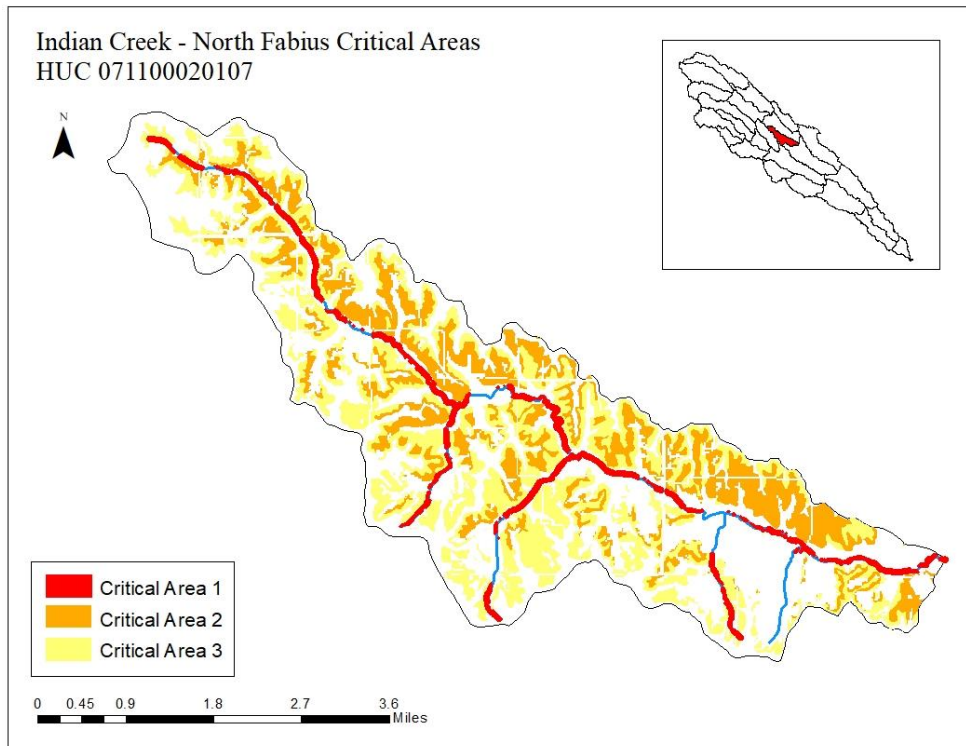 Indian Creek - North Fabius Critical Areas
HUC 071100020107
N
Critical Area 1
Critical Area 2
Critical Area 3
0 0.45 0.9 1.8 2.7 3.6
Miles